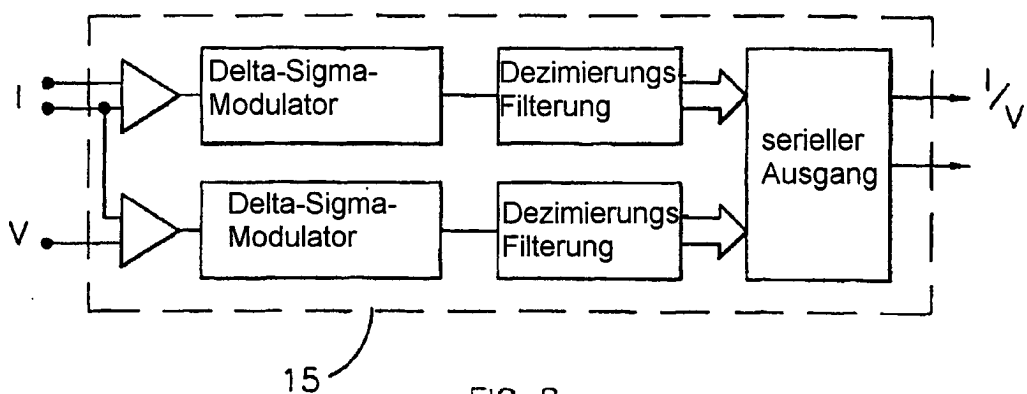 I
V
Delta-Sigma-
Modulator
Dezimierungs-
Filterung
Delta-Sigma-
Modulator
Dezimierungs
Filterung
serieller
Ausgang
I/V
15